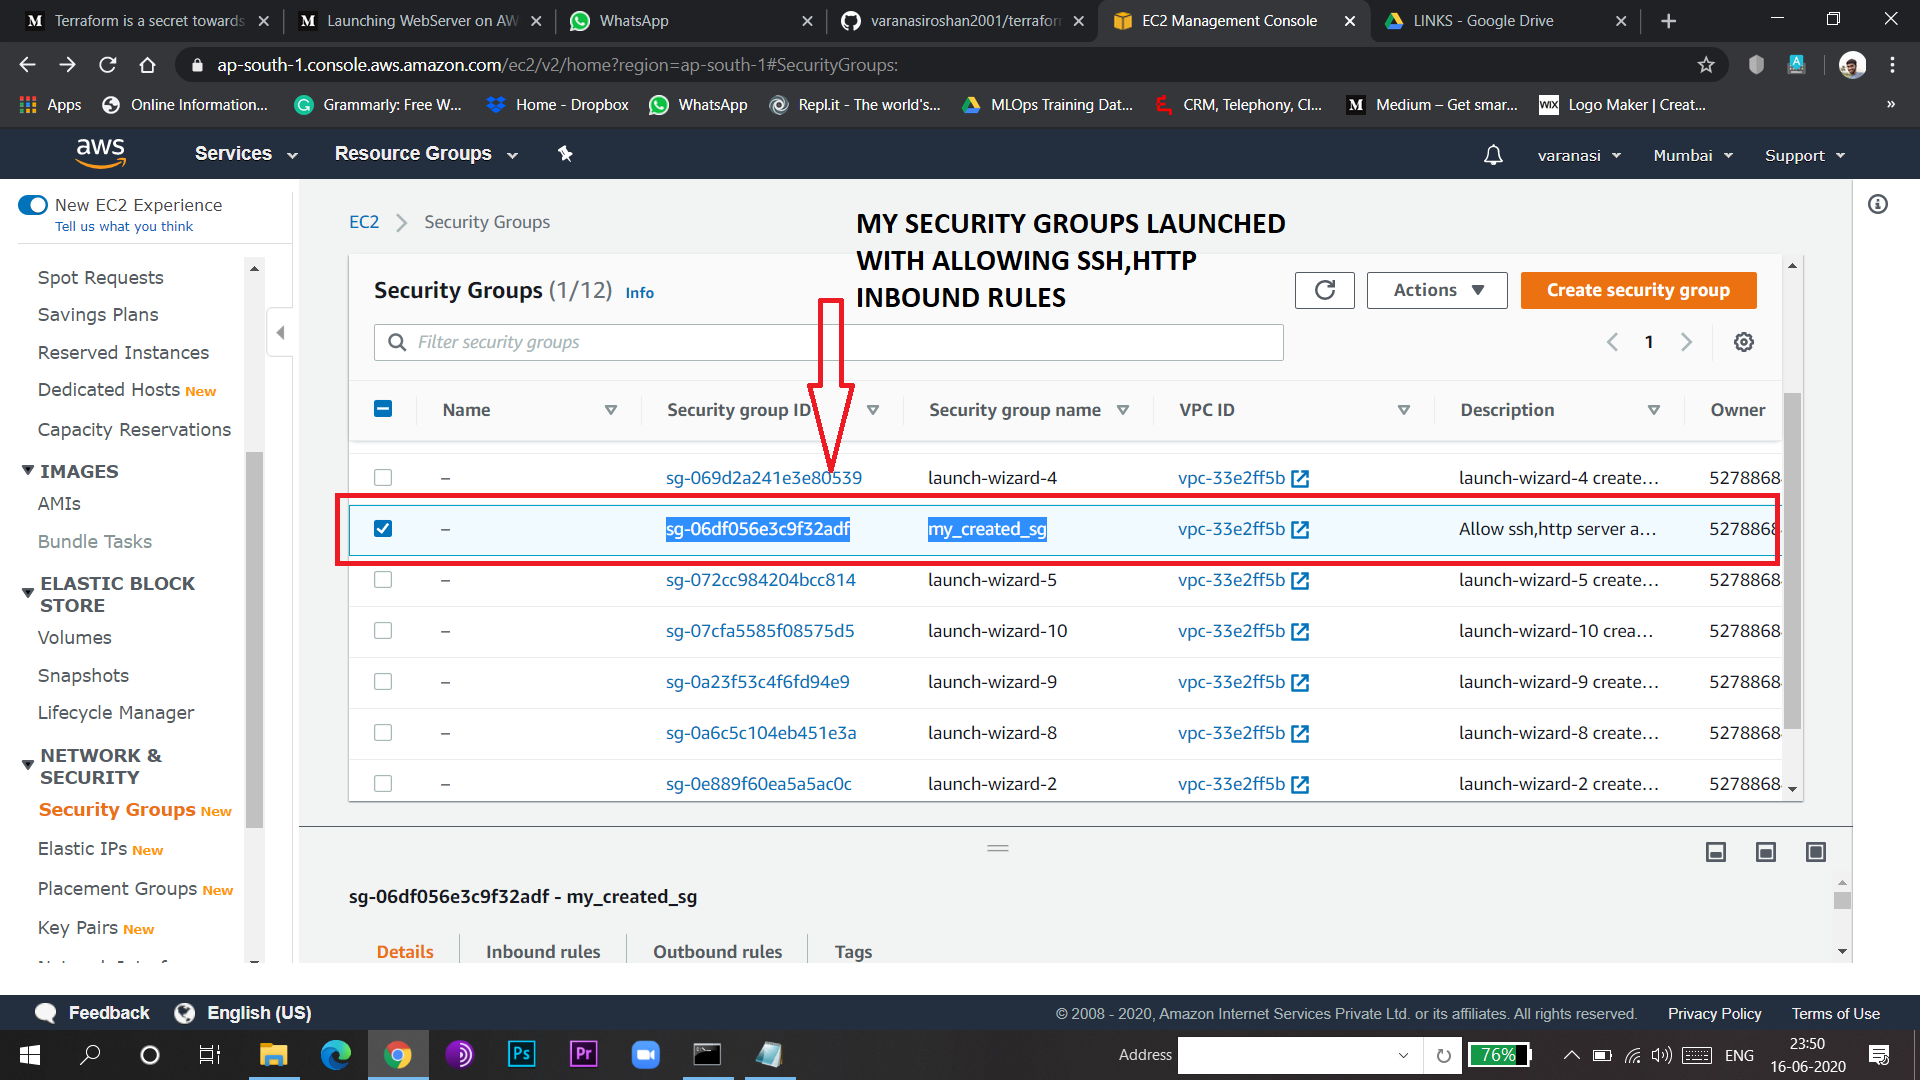 Terraform is a secret towards
Launching WebServer on AW
WhatsApp
varanasiroshan2001/terraform
EC2 Management Console
LINKS - Google Drive
ap-south-1.console.aws.amazon.com/ec2/v2/home?region=ap-south-1#SecurityGroups:
Apps
Online Information...
Grammarly: Free W...
Home - Dropbox
WhatsApp
Repl.it - The world's...
MLOps Training Dat...
CRM, Telephony, Cl...
Medium – Get smar...
WIX
Logo Maker | Creat...
»
aws
Services
Resource Groups
varanasi
Mumbai
Support
New EC2 Experience
Tell us what you think
Spot Requests
Savings Plans
Reserved Instances
Dedicated Hosts New
Capacity Reservations
IMAGES
AMIs
Bundle Tasks
ELASTIC BLOCK
STORE
Volumes
Snapshots
Lifecycle Manager
NETWORK &
SECURITY
Security Groups New
Elastic IPs New
Placement Groups New
Key Pairs New
EC2 Security Groups
MY SECURITY GROUPS LAUNCHED
WITH ALLOWING SSH,HTTP
INBOUND RULES
Security Groups (1/12) Info
Actions
Create security group
Filter security groups
1
Name Security group ID Security group name VPC ID Description Owner
– sg-069d2a241e3e80539 launch-wizard-4 vpc-33e2ff5b launch-wizard-4 create... 5278868
– sg-06df056e3c9f32adf my_created_sg vpc-33e2ff5b Allow ssh,http server a... 5278868
– sg-072cc984204bcc814 launch-wizard-5 vpc-33e2ff5b launch-wizard-5 create... 5278868
– sg-07cfa5585f08575d5 launch-wizard-10 vpc-33e2ff5b launch-wizard-10 crea... 5278868
– sg-0a23f53c4f6fd94e9 launch-wizard-9 vpc-33e2ff5b launch-wizard-9 create... 5278868
– sg-0a6c5c104eb451e3a launch-wizard-8 vpc-33e2ff5b launch-wizard-8 create... 5278868
– sg-0e889f60ea5a5ac0c launch-wizard-2 vpc-33e2ff5b launch-wizard-2 create... 5278868
sg-06df056e3c9f32adf - my_created_sg
Details Inbound rules Outbound rules Tags
Feedback
English (US)
© 2008 - 2020, Amazon Internet Services Private Ltd. or its affiliates. All rights reserved.
Privacy Policy
Terms of Use
Ps
Pr
Address
76%
ENG
23:50
16-06-2020